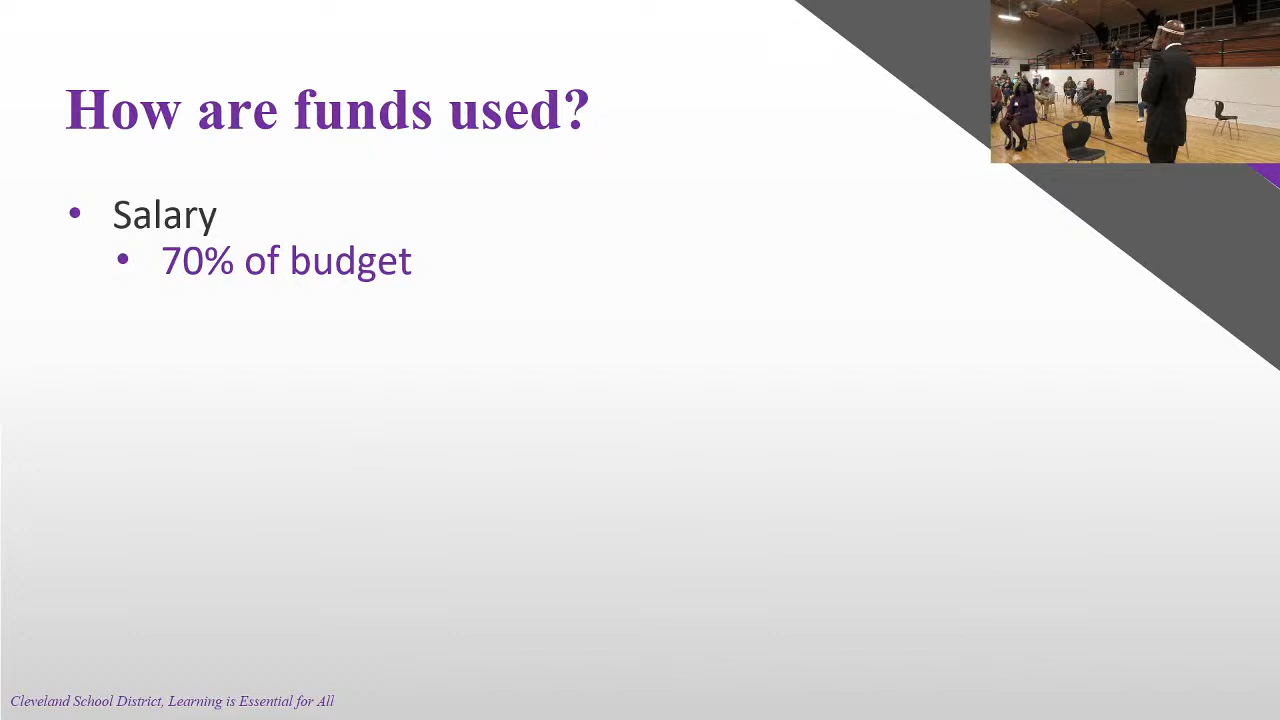 How are funds used?
• Salary
• 70% of budget
Cleveland School District, Learning is Essential for All